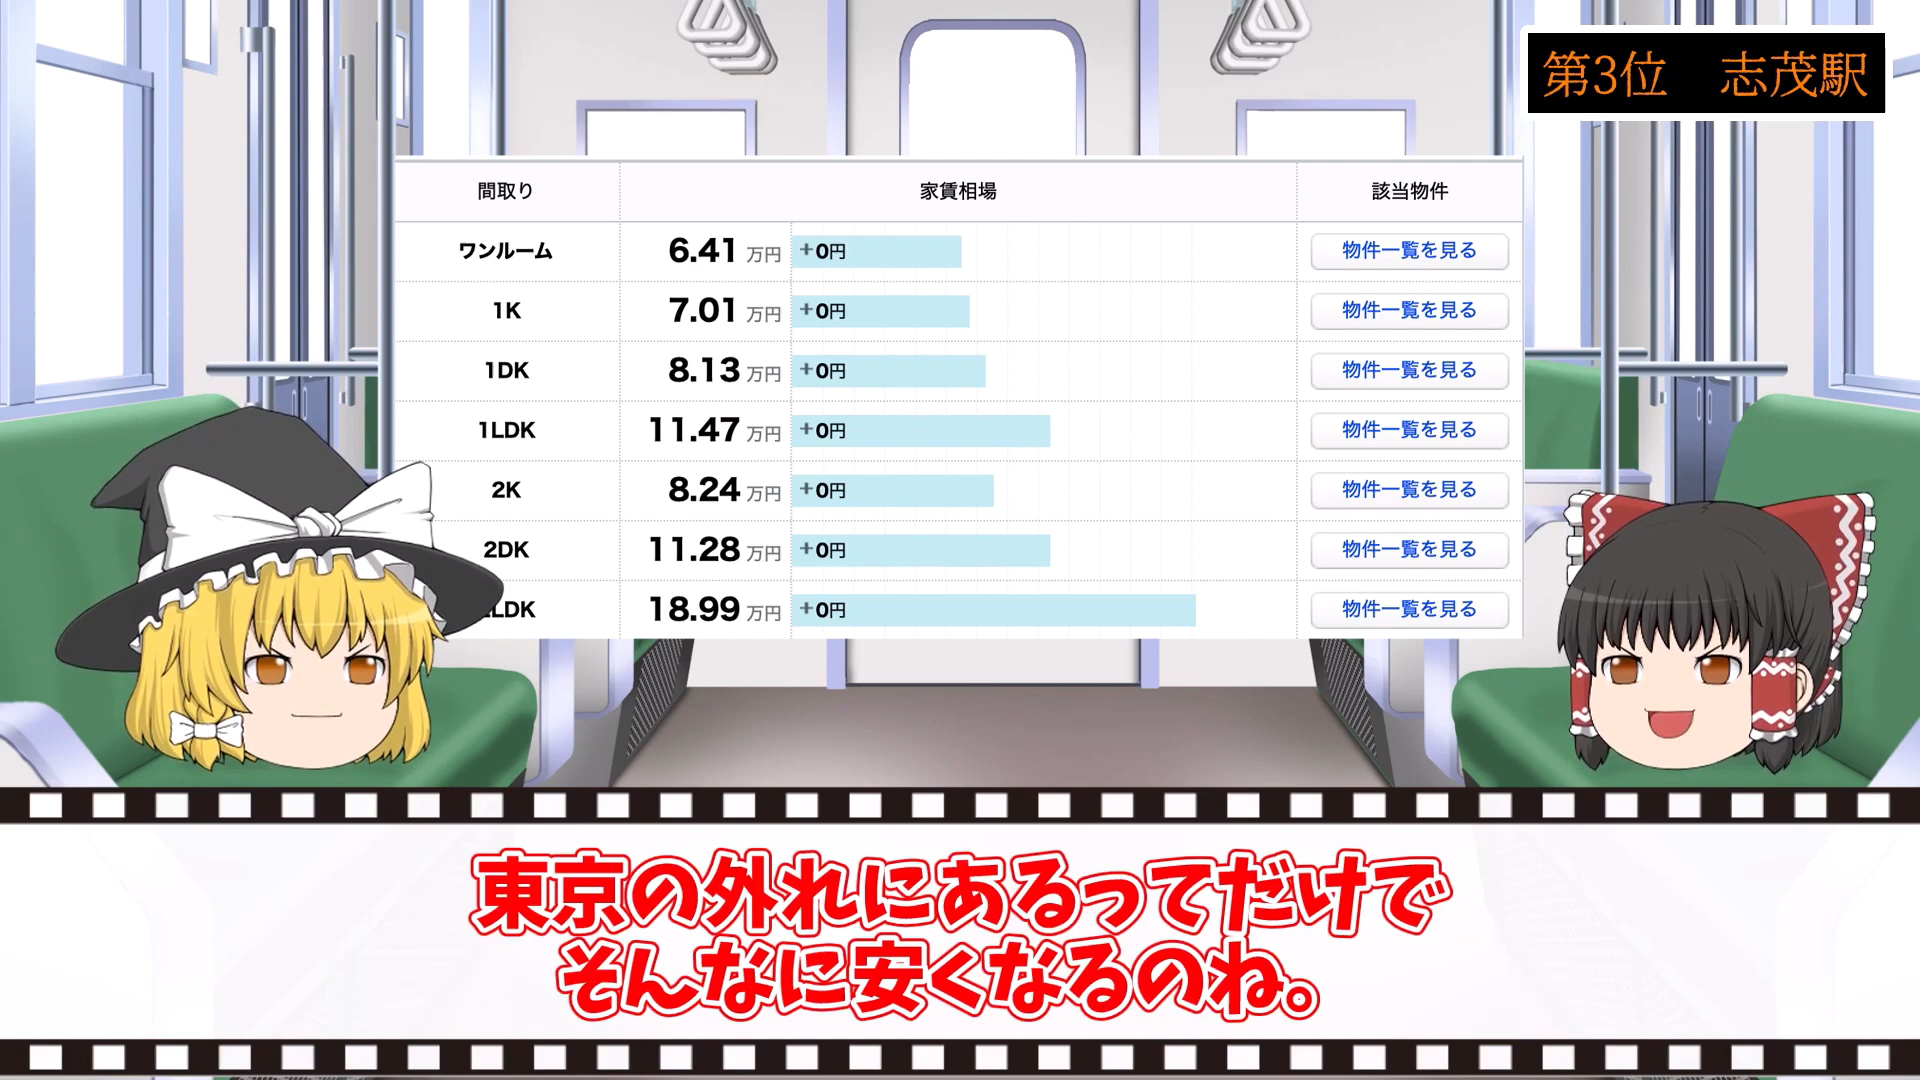 第3位　志茂駅
間取り 家賃相場 該当物件
ワンルーム 6.41 万円 +0円 物件一覧を見る
1K 7.01 万円 +0円 物件一覧を見る
1DK 8.13 万円 +0円 物件一覧を見る
1LDK 11.47 万円 +0円 物件一覧を見る
2K 8.24 万円 +0円 物件一覧を見る
2DK 11.28 万円 +0円 物件一覧を見る
LDK 18.99 万円 +0円 物件一覧を見る
東京の外れにあるってだけで
そんなに安くなるのね。